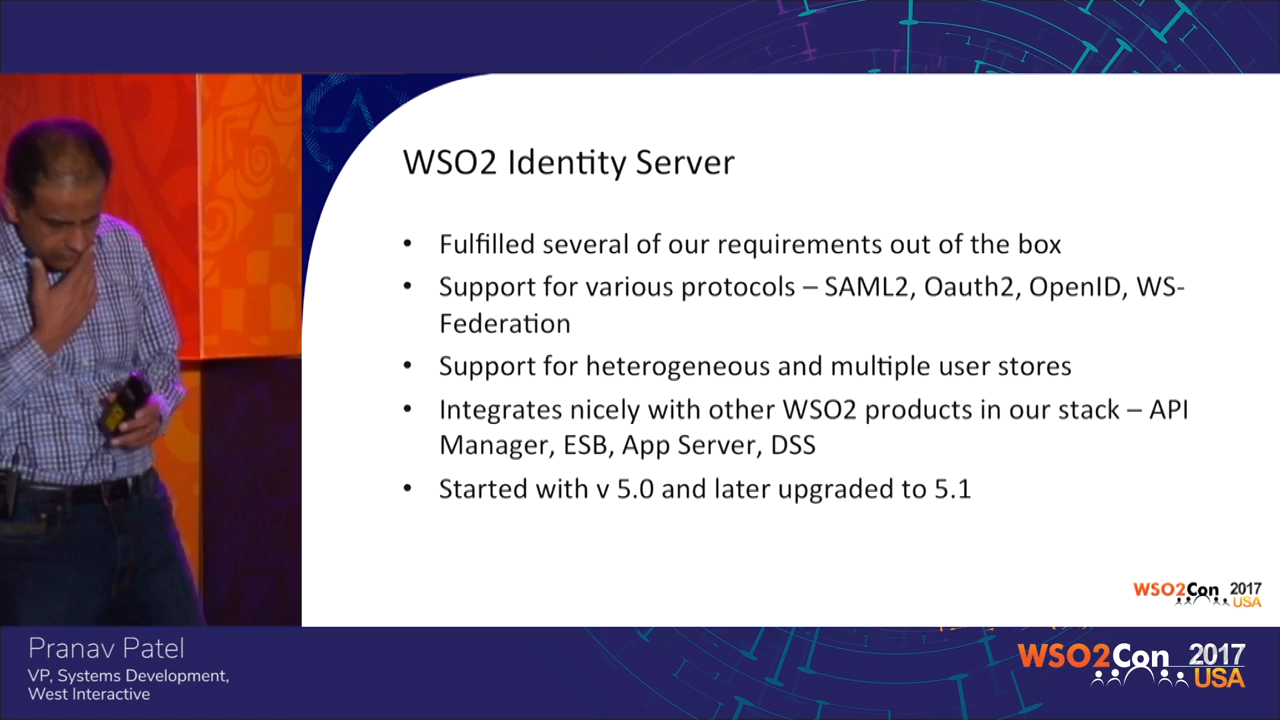 WSO2 Identity Server
• Fulfilled several of our requirements out of the box
• Support for various protocols – SAML2, Oauth2, OpenID, WS-
Federation
• Support for heterogeneous and multiple user stores
• Integrates nicely with other WSO2 products in our stack – API
Manager, ESB, App Server, DSS
• Started with v 5.0 and later upgraded to 5.1
WSO2Con 2017
USA
Pranav Patel
VP, Systems Development,
West Interactive
WSO2Con 2017
USA